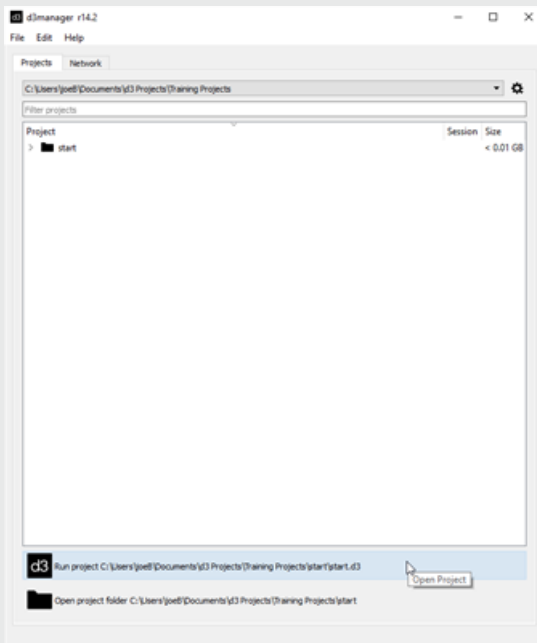 d3 d3manager r14.2
File Edit Help
Projects Network
C:\Users\joeB\Documents\d3 Projects\Training Projects
Filter projects
Project Session Size
start < 0.01 GB
d3 Run project C:\Users\joeB\Documents\d3 Projects\Training Projects\start\start.d3
Open Project
Open project folder C:\Users\joeB\Documents\d3 Projects\Training Projects\start